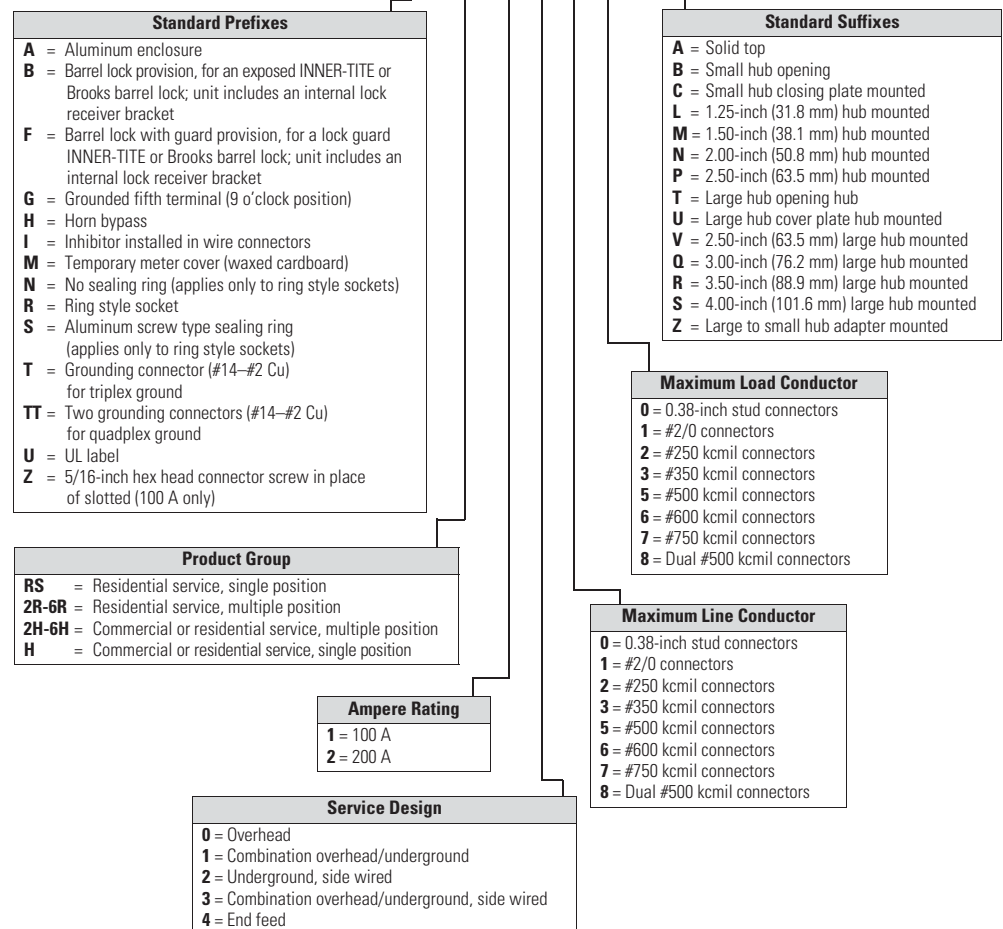 Standard Prefixes
A = Aluminum enclosure
B = Barrel lock provision, for an exposed INNER-TITE or
Brooks barrel lock; unit includes an internal lock
receiver bracket
F = Barrel lock with guard provision, for a lock guard
INNER-TITE or Brooks barrel lock; unit includes an
internal lock receiver bracket
G = Grounded fifth terminal (9 o'clock position)
H = Horn bypass
I = Inhibitor installed in wire connectors
M = Temporary meter cover (waxed cardboard)
N = No sealing ring (applies only to ring style sockets)
R = Ring style socket
S = Aluminum screw type sealing ring
(applies only to ring style sockets)
T = Grounding connector (#14–#2 Cu)
for triplex ground
TT = Two grounding connectors (#14–#2 Cu)
for quadplex ground
U = UL label
Z = 5/16-inch hex head connector screw in place
of slotted (100 A only)
Standard Suffixes
A = Solid top
B = Small hub opening
C = Small hub closing plate mounted
L = 1.25-inch (31.8 mm) hub mounted
M = 1.50-inch (38.1 mm) hub mounted
N = 2.00-inch (50.8 mm) hub mounted
P = 2.50-inch (63.5 mm) hub mounted
T = Large hub opening hub
U = Large hub cover plate hub mounted
V = 2.50-inch (63.5 mm) large hub mounted
Q = 3.00-inch (76.2 mm) large hub mounted
R = 3.50-inch (88.9 mm) large hub mounted
S = 4.00-inch (101.6 mm) large hub mounted
Z = Large to small hub adapter mounted
Maximum Load Conductor
0 = 0.38-inch stud connectors
1 = #2/0 connectors
2 = #250 kcmil connectors
3 = #350 kcmil connectors
5 = #500 kcmil connectors
6 = #600 kcmil connectors
7 = #750 kcmil connectors
8 = Dual #500 kcmil connectors
Product Group
RS = Residential service, single position
2R-6R = Residential service, multiple position
2H-6H = Commercial or residential service, multiple position
H = Commercial or residential service, single position
Maximum Line Conductor
0 = 0.38-inch stud connectors
1 = #2/0 connectors
2 = #250 kcmil connectors
3 = #350 kcmil connectors
5 = #500 kcmil connectors
6 = #600 kcmil connectors
7 = #750 kcmil connectors
8 = Dual #500 kcmil connectors
Ampere Rating
1 = 100 A
2 = 200 A
Service Design
0 = Overhead
1 = Combination overhead/underground
2 = Underground, side wired
3 = Combination overhead/underground, side wired
4 = End feed